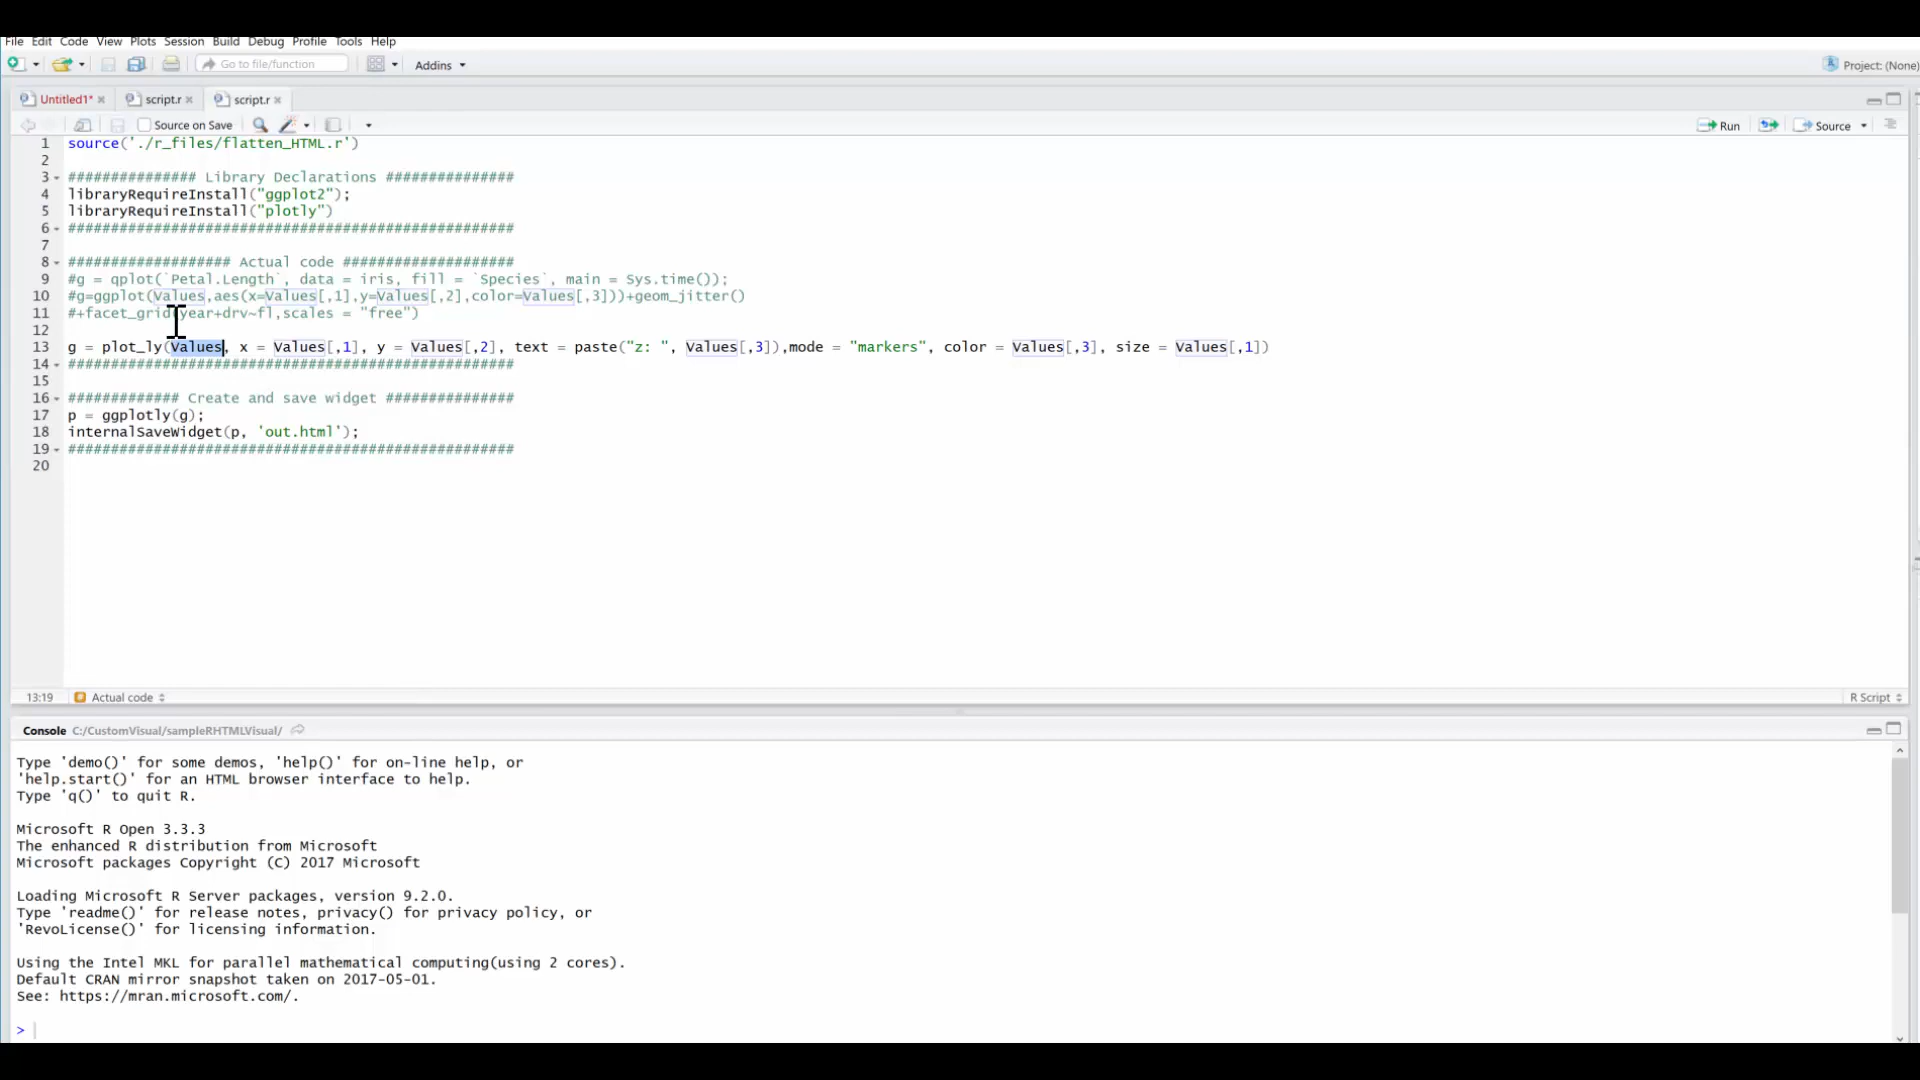 File Edit Code View Plots Session Build Debug Profile Tools Help
Go to file/function Addins Project: (None)
Untitled1* script.r script.r
Source on Save Run Source
1 source('./r_files/flatten_HTML.r')
2
3 ############### Library Declarations ###############
4 libraryRequireInstall("ggplot2");
5 libraryRequireInstall("plotly")
6 ####################################################
7
8 ################### Actual code ####################
9 #g = qplot(`Petal.Length`, data = iris, fill = `Species`, main = Sys.time());
10 #g=ggplot(Values,aes(x=Values[,1],y=Values[,2],color=Values[,3]))+geom_jitter()
11 #+facet_grid(year+drv~fl,scales = "free")
12
13 g = plot_ly(Values, x = Values[,1], y = Values[,2], text = paste("z: ", Values[,3]),mode = "markers", color = Values[,3], size = Values[,1])
14 ####################################################
15
16 ############# Create and save widget ###############
17 p = ggplotly(g);
18 internalSaveWidget(p, 'out.html');
19 ####################################################
20
13:19 Actual code R Script
Console C:/CustomVisual/sampleRHTMLVisual/
Type 'demo()' for some demos, 'help()' for on-line help, or
'help.start()' for an HTML browser interface to help.
Type 'q()' to quit R.
Microsoft R Open 3.3.3
The enhanced R distribution from Microsoft
Microsoft packages Copyright (C) 2017 Microsoft
Loading Microsoft R Server packages, version 9.2.0.
Type 'readme()' for release notes, privacy() for privacy policy, or
'RevoLicense()' for licensing information.
Using the Intel MKL for parallel mathematical computing(using 2 cores).
Default CRAN mirror snapshot taken on 2017-05-01.
See: https://mran.microsoft.com/.
>